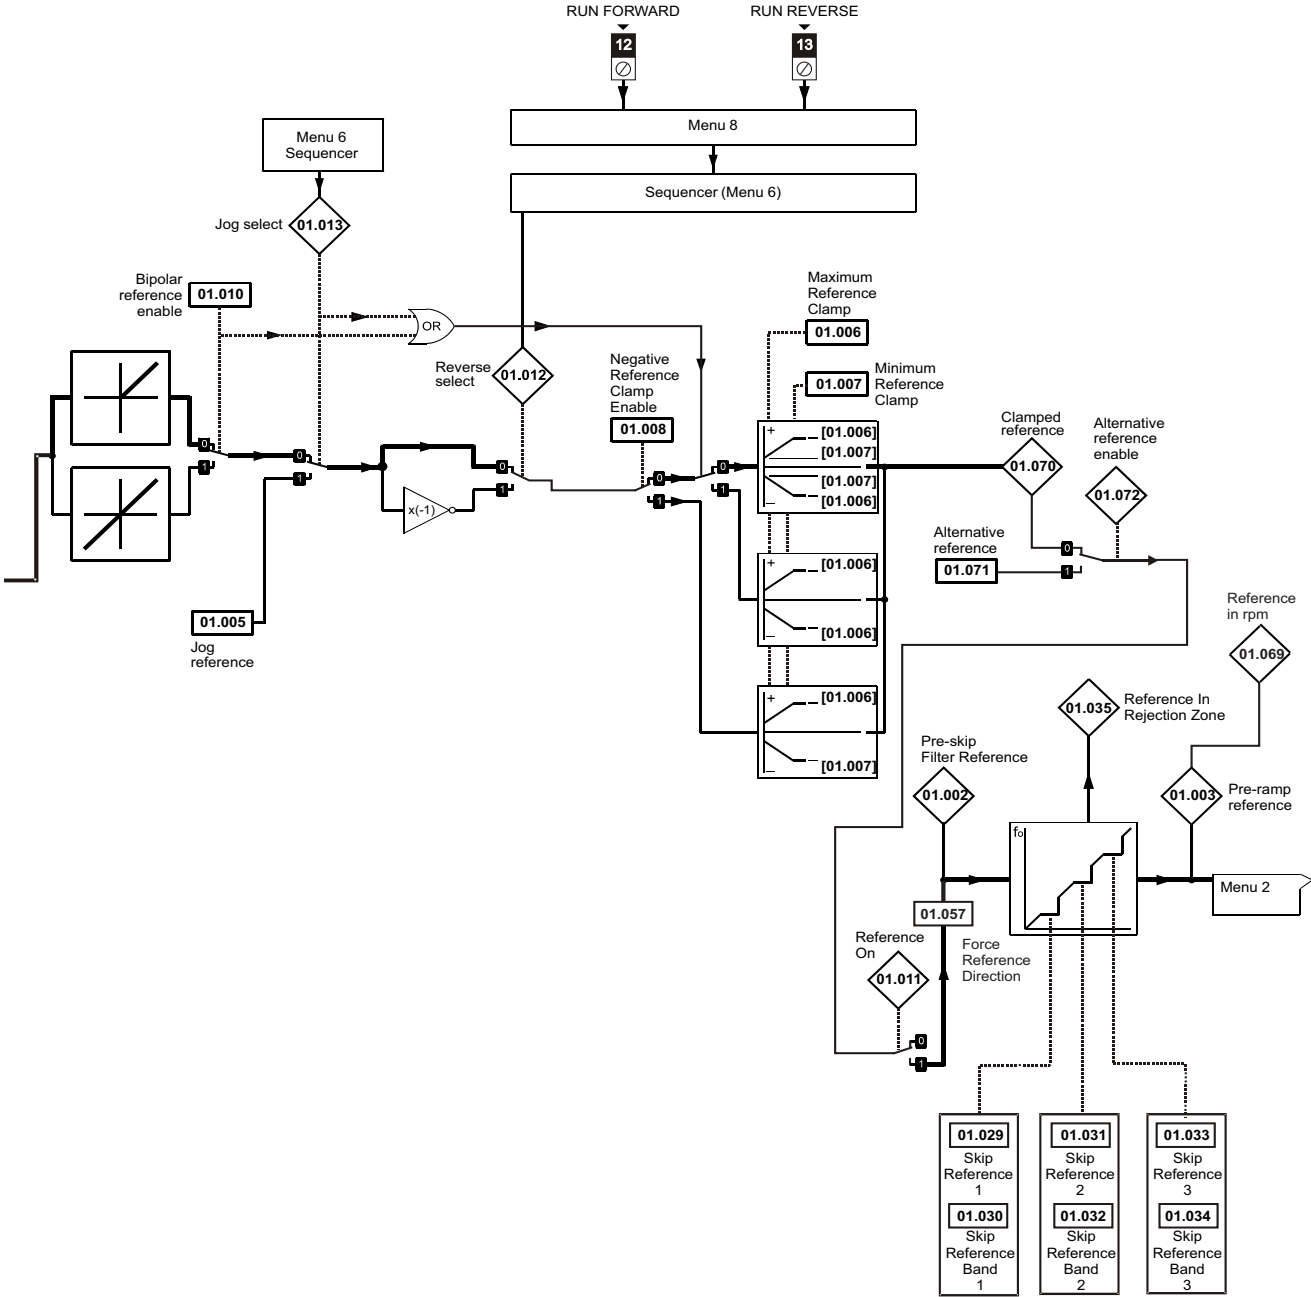 RUN FORWARD
RUN REVERSE
12
13
Menu 8
Menu 6
Sequencer
Sequencer (Menu 6)
Jog select
01.013
Bipolar
reference
enable
01.010
OR
Maximum
Reference
Clamp
01.006
Reverse
select
01.012
Negative
Reference
Clamp
Enable
01.008
Minimum
Reference
Clamp
01.007
0
1
0
1
x(-1)
0
1
0
1
0
1
+
[01.006]
[01.007]
[01.007]
[01.006]
_
Clamped
reference
01.070
Alternative
reference
enable
01.072
Alternative
reference
01.071
0
1
+
[01.006]
[01.006]
_
01.005
Jog
reference
Reference
in rpm
01.069
+
[01.006]
[01.007]
_
01.035
Reference In
Rejection Zone
Pre-skip
Filter Reference
01.002
01.003
Pre-ramp
reference
fo
Menu 2
01.057
Reference
On
01.011
Force
Reference
Direction
0
1
01.029
Skip
Reference
1
01.030
Skip
Reference
Band
1
01.031
Skip
Reference
2
01.032
Skip
Reference
Band
2
01.033
Skip
Reference
3
01.034
Skip
Reference
Band
3